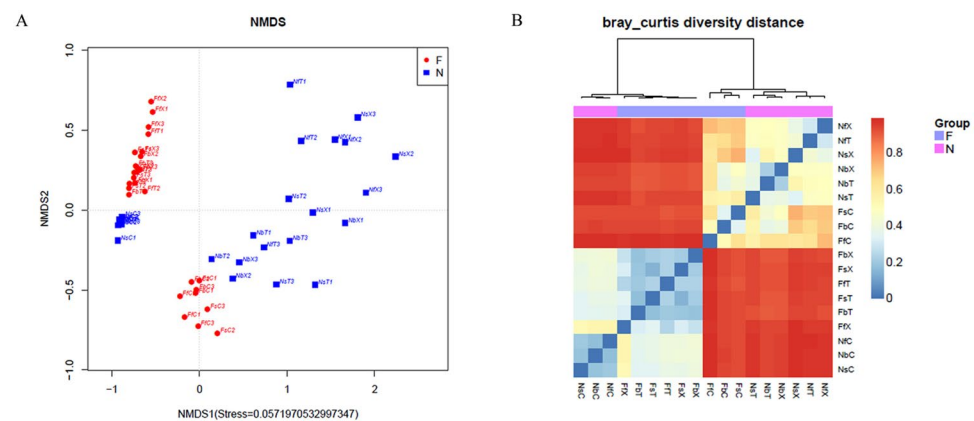 A
NMDS
F
N
NfT1
NsX3
NfT2
NfX1
NfX2
NsX2
NfX3
NsT2
NsX1
NbX1
NbT1
NfT3
NbT3
NbT2
NbX3
NbX2
NsT3
NsT1
FfX2
FfX1
FfX3
FfT1
FfT2
NsC1
FsC3
FfC1
FfC3
FsC2
1.0
0.5
0.0
−0.5
−1.0
NMDS2
−1
0
1
2
NMDS1(Stress=0.0571970532997347)
B
bray_curtis diversity distance
NfX
NfT
NsX
NbX
NbT
NsT
FsC
FbC
FfC
FbX
FsX
FfT
FsT
FbT
FfX
NfC
NbC
NsC
NsC
NbC
NfC
FfX
FbT
FsT
FfT
FsX
FbX
FfC
FbC
FsC
NsT
NbT
NbX
NsX
NfT
NfX
0.8
0.6
0.4
0.2
0
Group
F
N